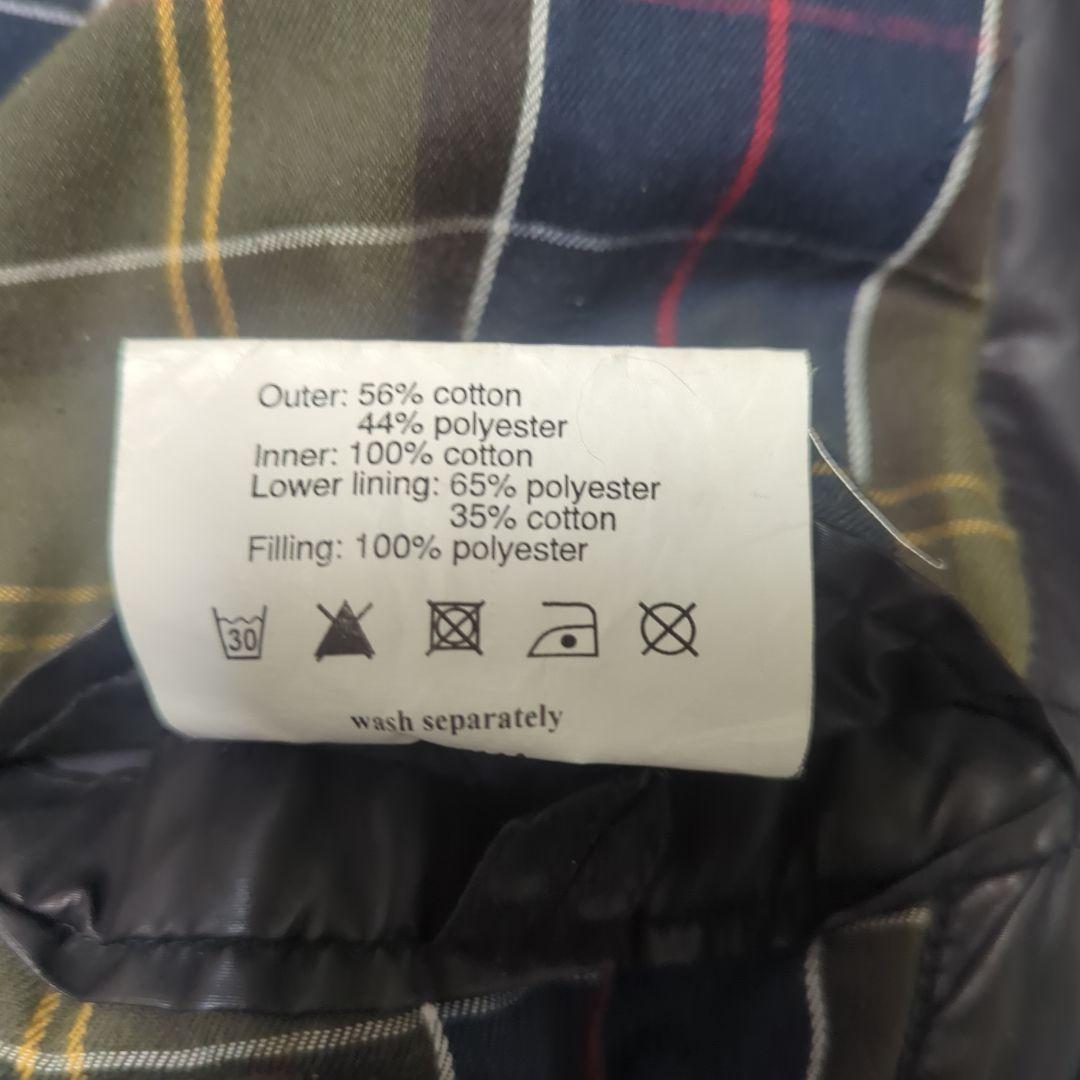 Outer: 56% cotton
44% polyester
Inner: 100% cotton
Lower lining: 65% polyester
35% cotton
Filling: 100% polyester
30
wash separately